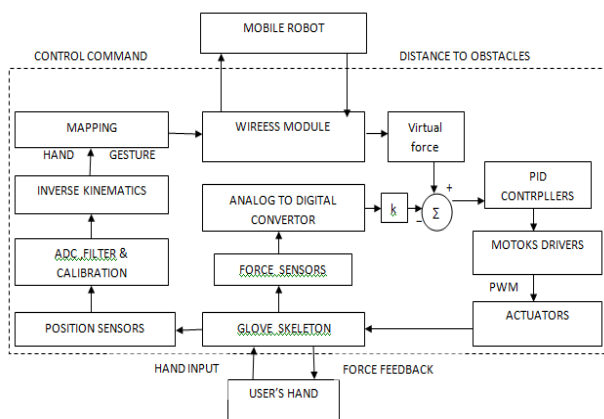 MOBILE ROBOT
CONTROL COMMAND
DISTANCE TO OBSTACLES
MAPPING
WIREESS MODULE
Virtual
force
HAND GESTURE
PID
CONTRPLLERS
INVERSE KINEMATICS
ANALOG TO DIGITAL
CONVERTOR
k
Σ
+
−
MOTOKS DRIVERS
ADC ,FILTER &
CALIBRATION
FORCE SENSORS
PWM
POSITION SENSORS
GLOVE SKELETON
ACTUATORS
HAND INPUT
FORCE FEEDBACK
USER'S HAND